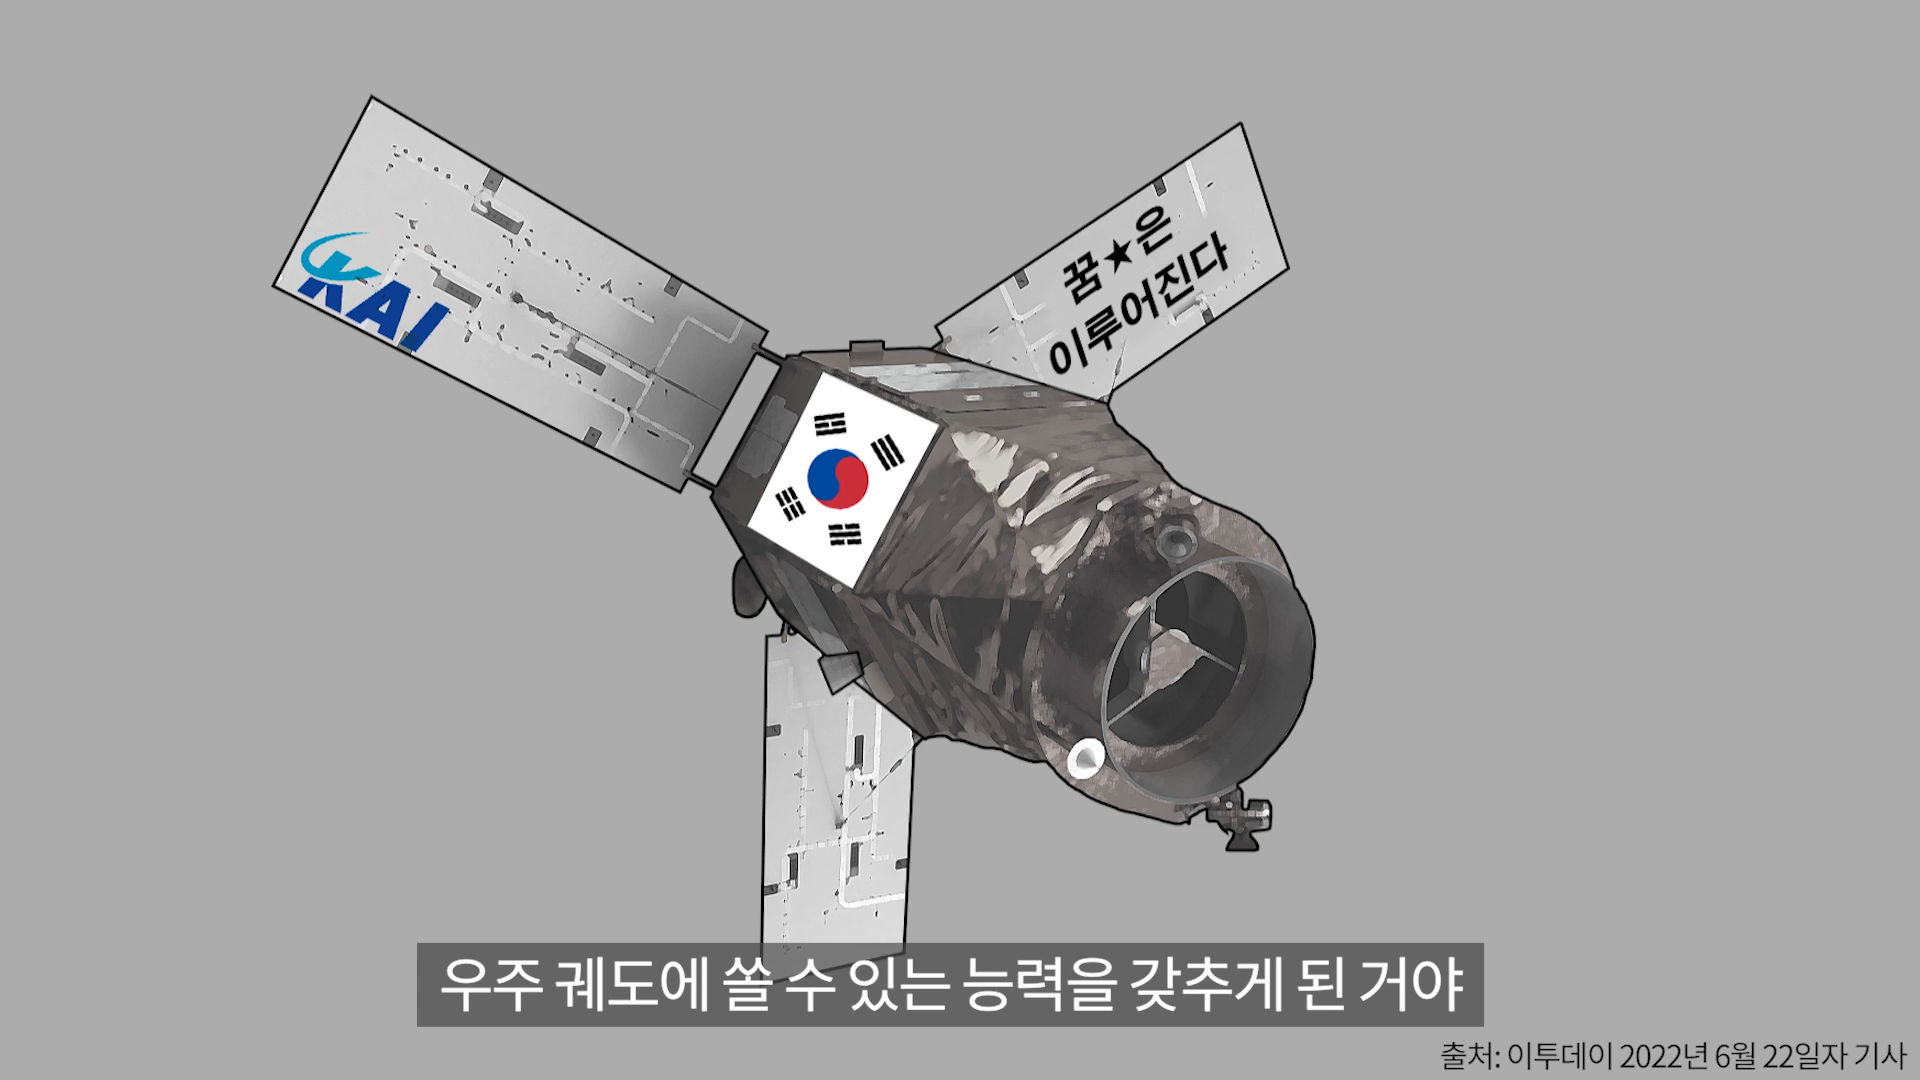 KAI
꿈★은
이루어진다
우주 궤도에 쏠 수 있는 능력을 갖추게 된 거야
출처: 이투데이 2022년 6월 22일자 기사